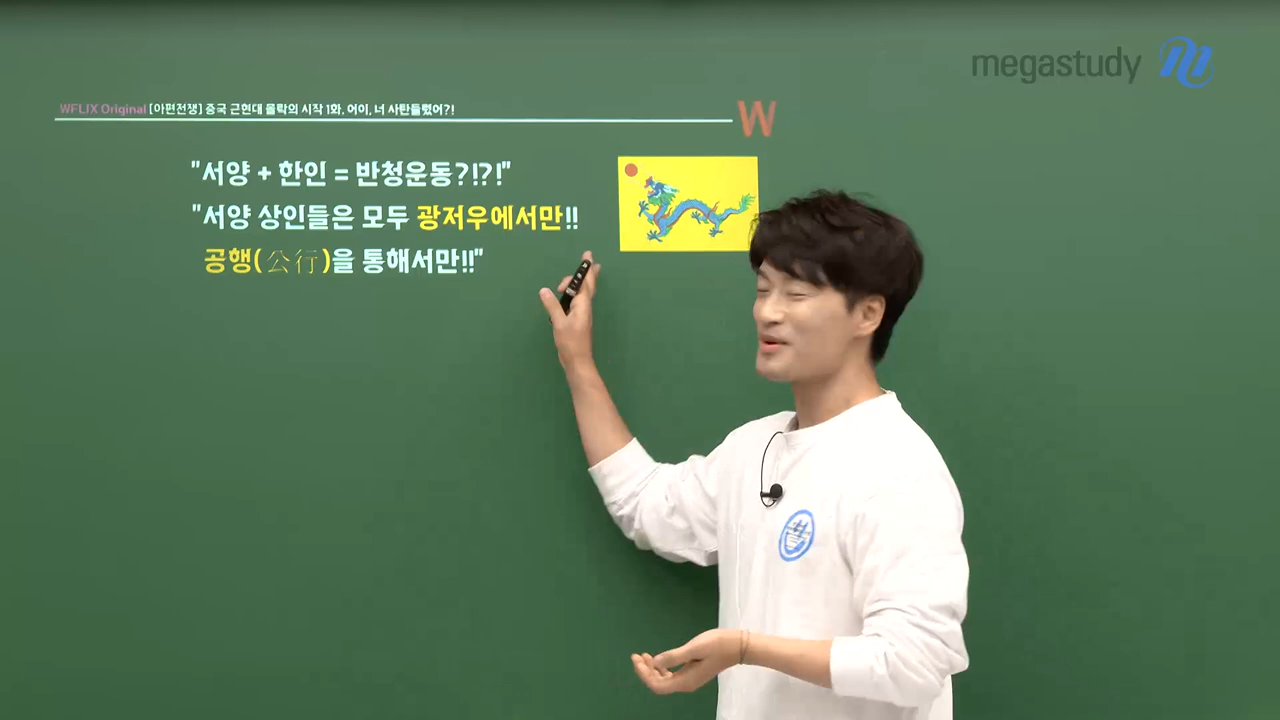 megastudy
WFLIX Original [아편전쟁] 중국 근현대 몰락의 시작 1화. 어이, 너 사탄들렸어?!
W
"서양 + 한인 = 반청운동?!?!"
"서양 상인들은 모두 광저우에서만!!
공행(公行)을 통해서만!!"